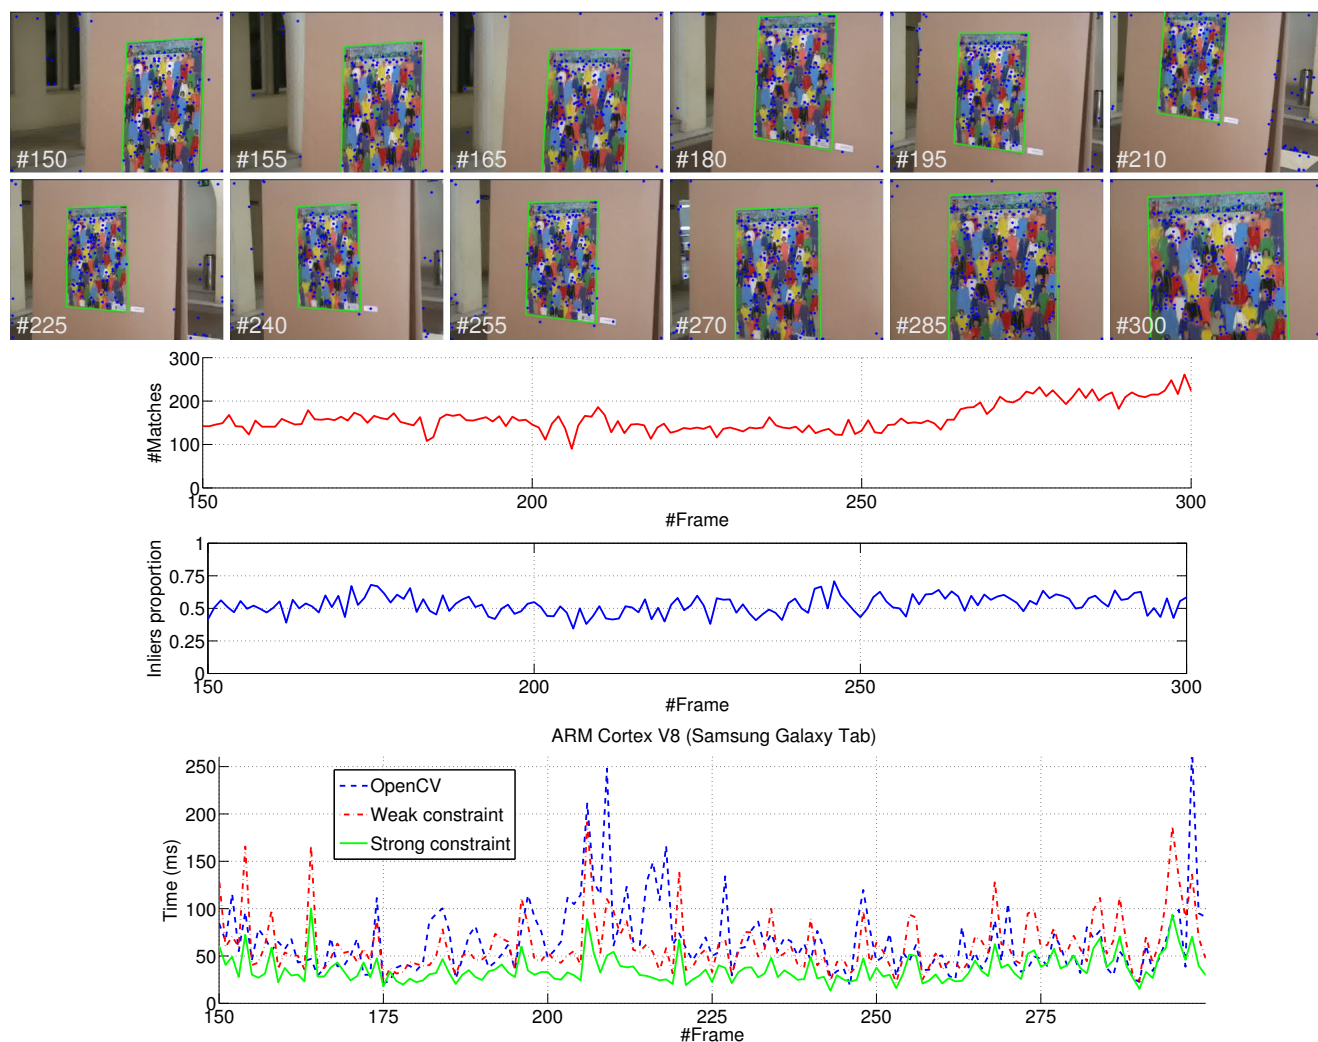 #150 #155 #165 #180 #195 #210
#225 #240 #255 #270 #285 #300
#Matches
300
200
100
0
150 200 250 300
#Frame
Inliers proportion
1
0.75
0.5
0.25
0
150 200 250 300
#Frame
ARM Cortex V8 (Samsung Galaxy Tab)
Time (ms)
250
200
150
100
50
0
OpenCV
Weak constraint
Strong constraint
150 175 200 225 250 275
#Frame